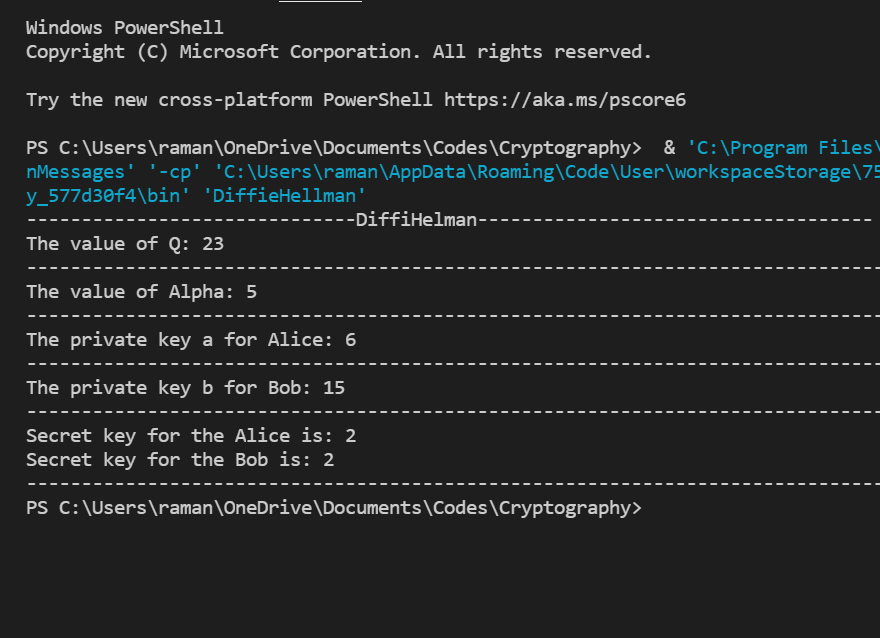 Windows PowerShell
Copyright (C) Microsoft Corporation. All rights reserved.
Try the new cross-platform PowerShell https://aka.ms/pscore6
PS C:\Users\raman\OneDrive\Documents\Codes\Cryptography>  & 'C:\Program Files\
nMessages' '-cp' 'C:\Users\raman\AppData\Roaming\Code\User\workspaceStorage\75
y_577d30f4\bin' 'DiffieHellman'
------------------------------DiffiHelman------------------------------------
The value of Q: 23
------------------------------------------------------------------------------
The value of Alpha: 5
------------------------------------------------------------------------------
The private key a for Alice: 6
------------------------------------------------------------------------------
The private key b for Bob: 15
------------------------------------------------------------------------------
Secret key for the Alice is: 2
Secret key for the Bob is: 2
------------------------------------------------------------------------------
PS C:\Users\raman\OneDrive\Documents\Codes\Cryptography>